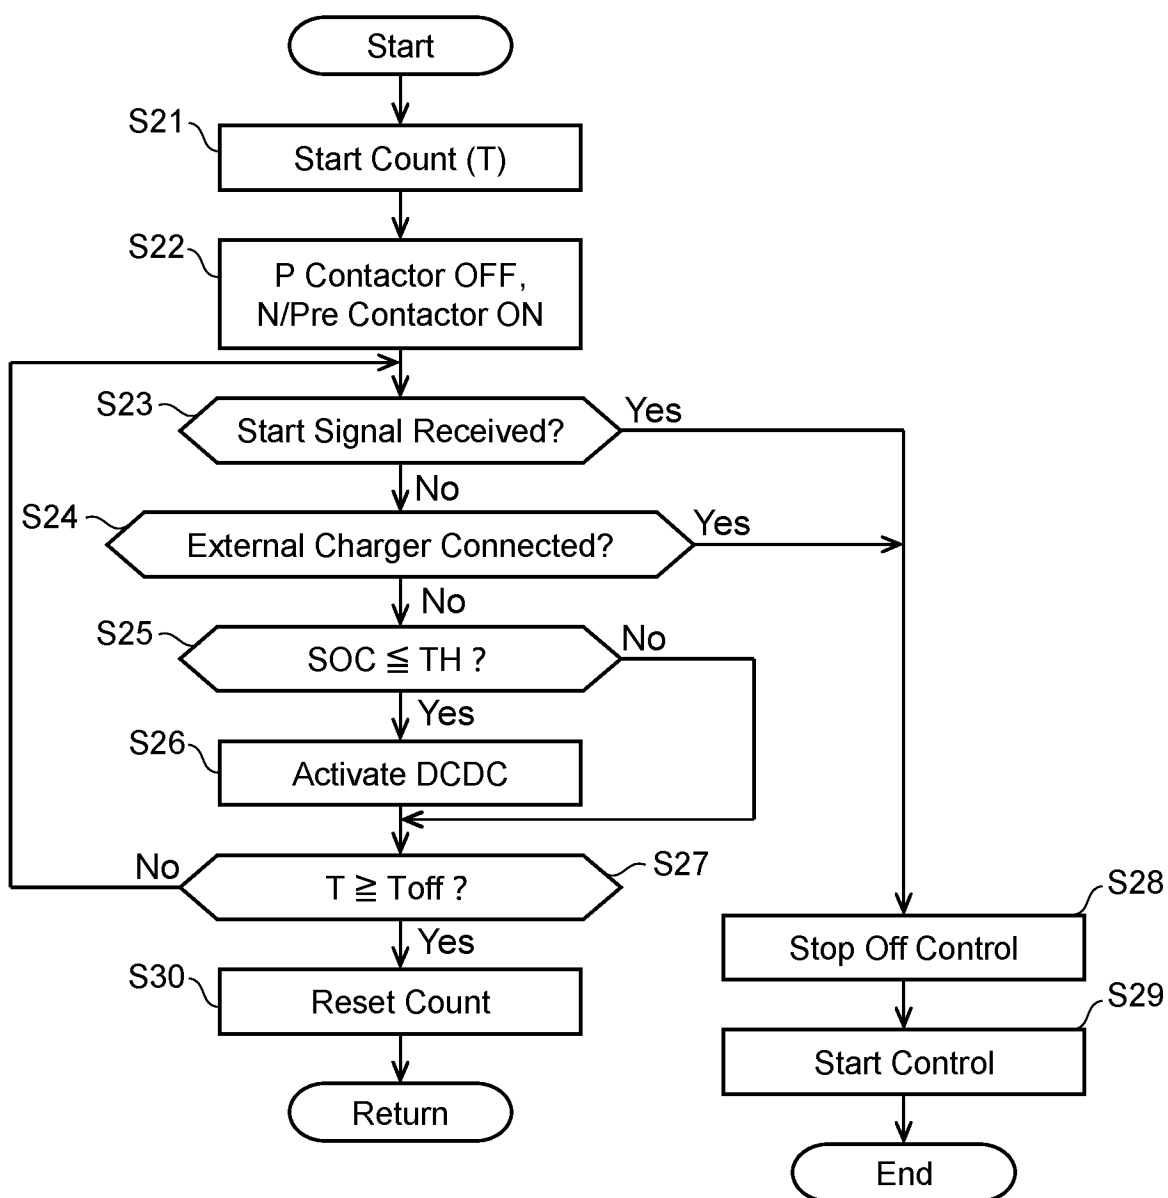 Start
S21
Start Count (T)
S22
P Contactor OFF,
N/Pre Contactor ON
S23
Start Signal Received?
Yes
No
S24
External Charger Connected?
Yes
No
S25
SOC ≦ TH ?
No
Yes
S26
Activate DCDC
No
T ≧ Toff ?
S27
Yes
S28
Stop Off Control
S30
Reset Count
S29
Start Control
Return
End